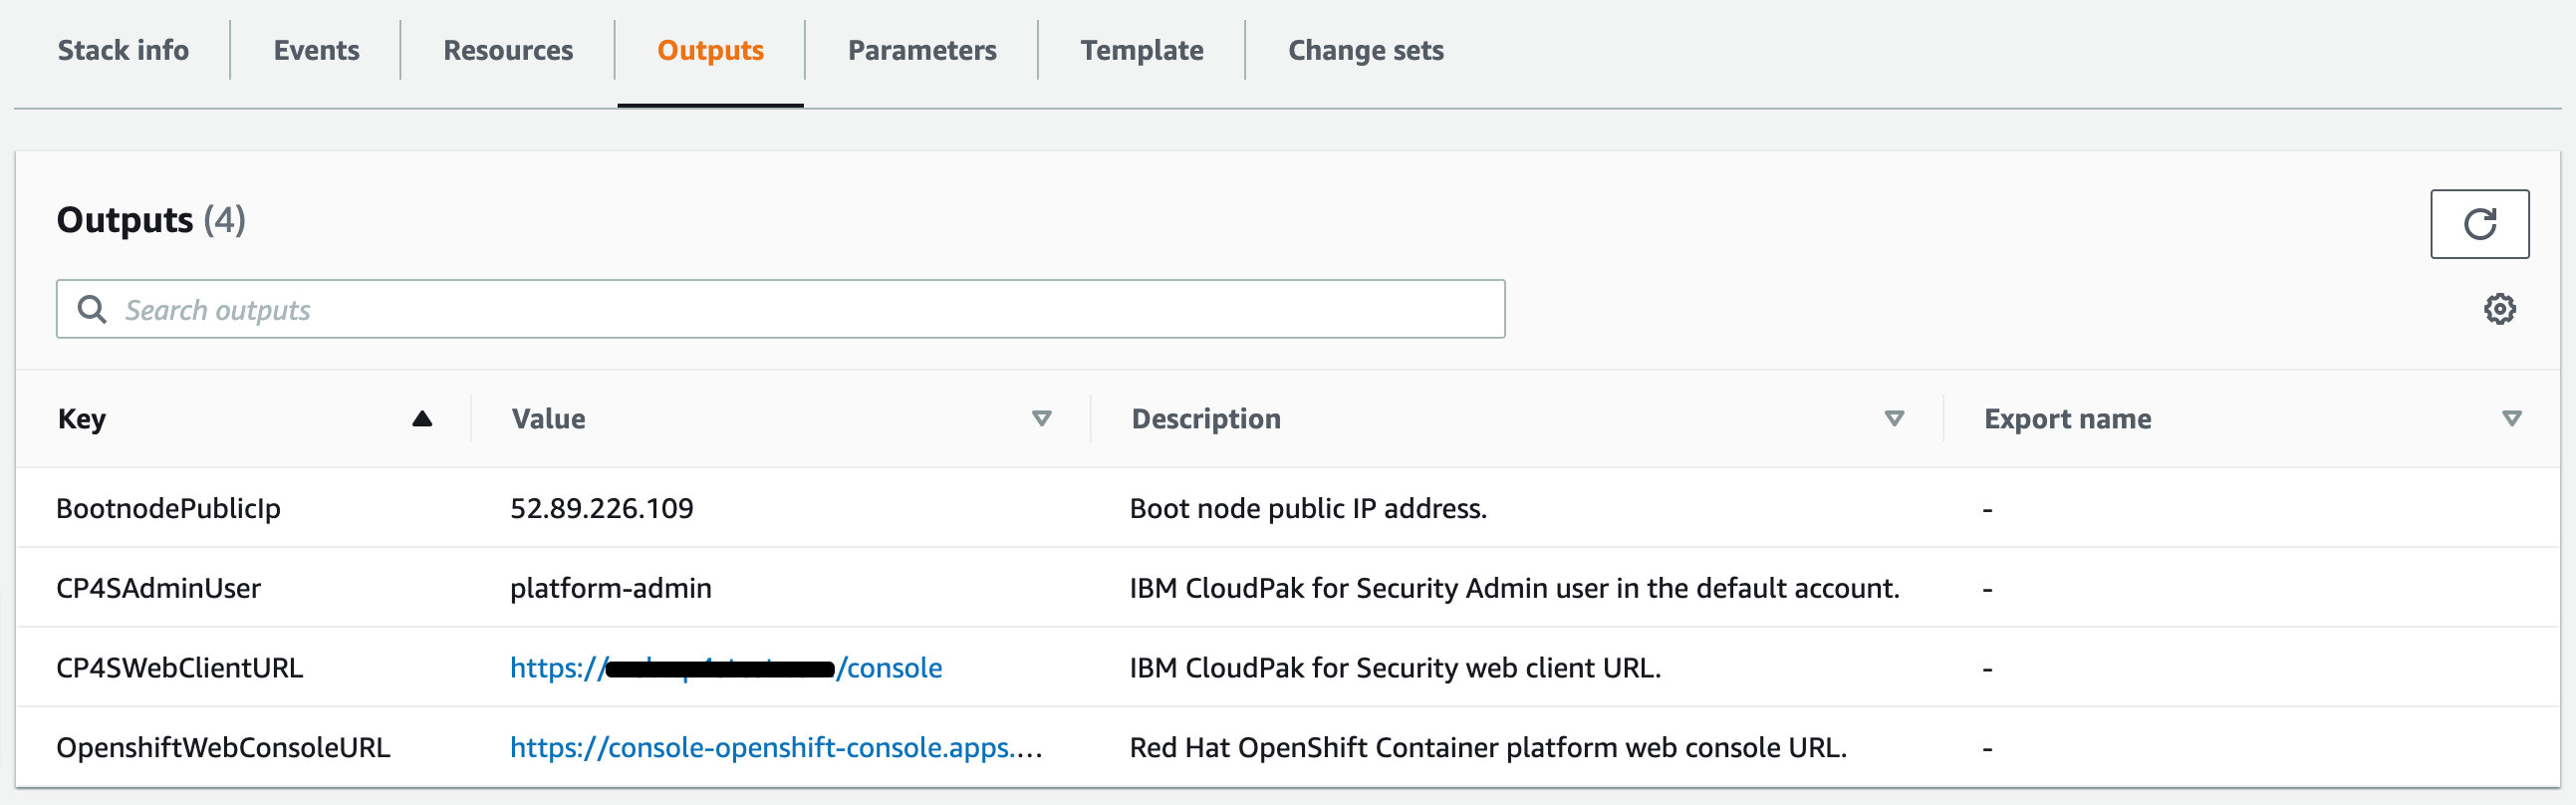 Stack info Events Resources Outputs Parameters Template Change sets
Outputs (4)
Search outputs
Key Value Description Export name
BootnodePublicIp 52.89.226.109 Boot node public IP address. -
CP4SAdminUser platform-admin IBM CloudPak for Security Admin user in the default account. -
CP4SWebClientURL https:// /console IBM CloudPak for Security web client URL. -
OpenshiftWebConsoleURL https://console-openshift-console.apps.... Red Hat OpenShift Container platform web console URL. -